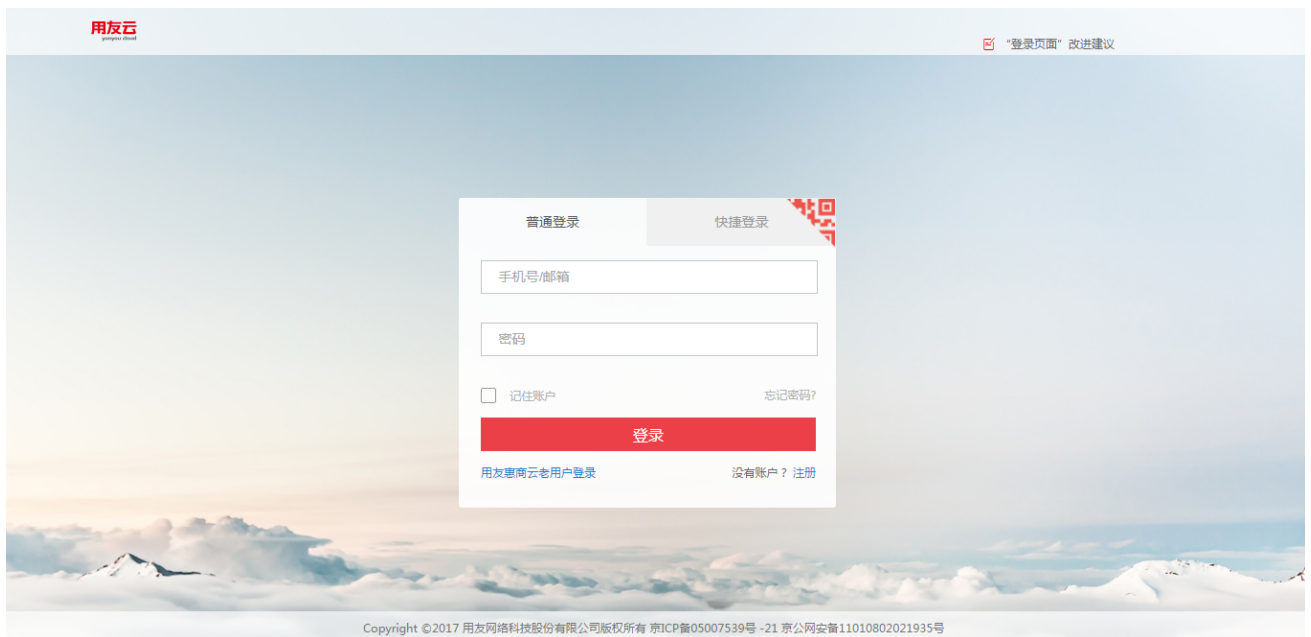 用友云
yonyou cloud
“登录页面”改进建议
普通登录
快捷登录
手机号/邮箱
密码
记住账户
忘记密码?
登录
用友惠商云老用户登录
没有账户？ 注册
Copyright ©2017 用友网络科技股份有限公司版权所有 京ICP备05007539号 -21 京公网安备11010802021935号